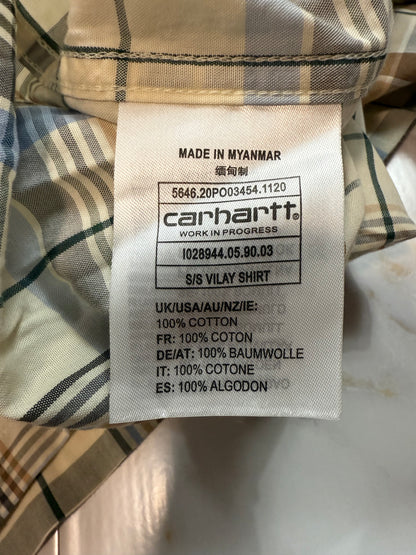 MADE IN MYANMAR
缅甸制
5646.20PO03454.1120
carhartt®
WORK IN PROGRESS
I028944.05.90.03
S/S VILAY SHIRT
UK/USA/AU/NZ/IE:
100% COTTON
FR: 100% COTON
DE/AT: 100% BAUMWOLLE
IT: 100% COTONE
ES: 100% ALGODON